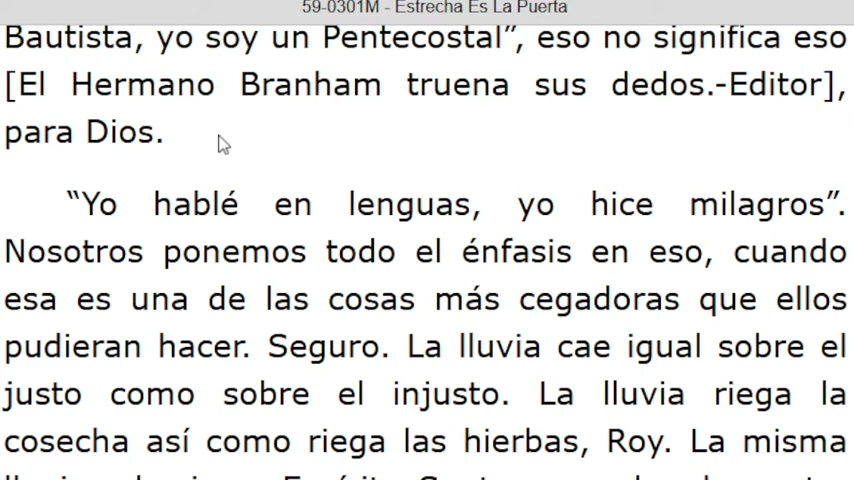 59-0301M - Estrecha Es La Puerta
Bautista, yo soy un Pentecostal”, eso no significa eso
[El Hermano Branham truena sus dedos.-Editor],
para Dios.
“Yo hablé en lenguas, yo hice milagros”.
Nosotros ponemos todo el énfasis en eso, cuando
esa es una de las cosas más cegadoras que ellos
pudieran hacer. Seguro. La lluvia cae igual sobre el
justo como sobre el injusto. La lluvia riega la
cosecha así como riega las hierbas, Roy. La misma